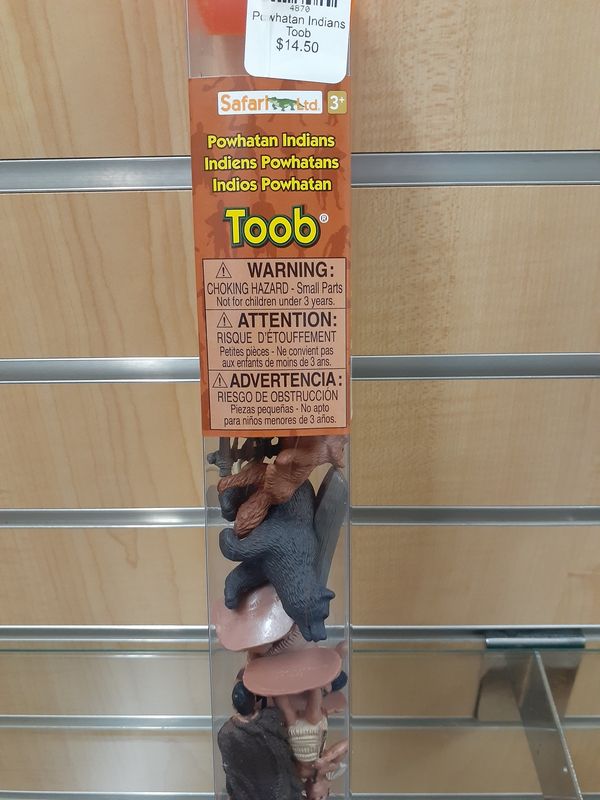 4870
Powhatan Indians
Toob
$14.50
Safari Ltd. 3+
Powhatan Indians
Indiens Powhatans
Indios Powhatan
Toob®
WARNING:
CHOKING HAZARD - Small Parts
Not for children under 3 years.
ATTENTION:
RISQUE D'ÉTOUFFEMENT
Petites pièces - Ne convient pas
aux enfants de moins de 3 ans.
ADVERTENCIA:
RIESGO DE OBSTRUCCIÓN
Piezas pequeñas - No apto
para niños menores de 3 años.